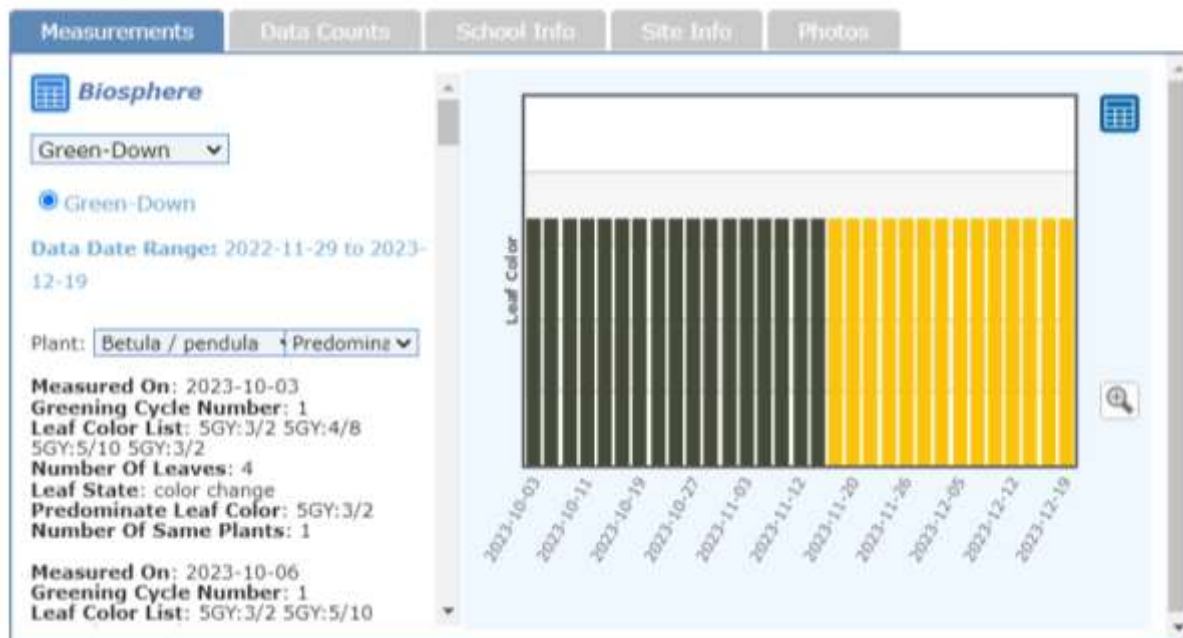 Measurements
Data Counts
School Info
Site Info
Photos
Biosphere
Green-Down
Green-Down
Data Date Range: 2022-11-29 to 2023-
12-19
Plant: Betula / pendula Predomina
Measured On: 2023-10-03
Greening Cycle Number: 1
Leaf Color List: 5GY:3/2 5GY:4/8
5GY:5/10 5GY:3/2
Number Of Leaves: 4
Leaf State: color change
Predominate Leaf Color: 5GY:3/2
Number Of Same Plants: 1
Measured On: 2023-10-06
Greening Cycle Number: 1
Leaf Color List: 5GY:3/2 5GY:5/10
Leaf Color
2023-10-03
2023-10-11
2023-10-19
2023-10-27
2023-11-03
2023-11-12
2023-11-20
2023-11-26
2023-12-05
2023-12-12
2023-12-19